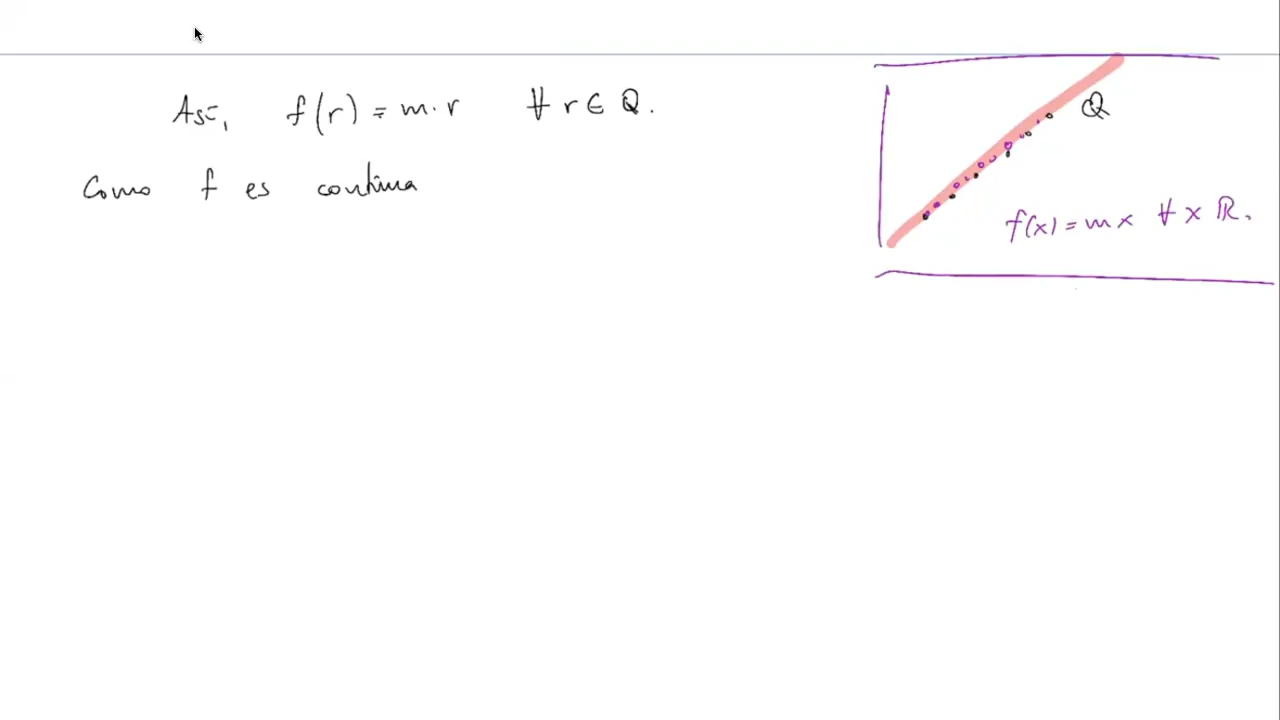 Así, f(r) = m·r ∀ r ∈ Q.
Como f es continua
Q
f(x) = mx ∀ x ℝ.